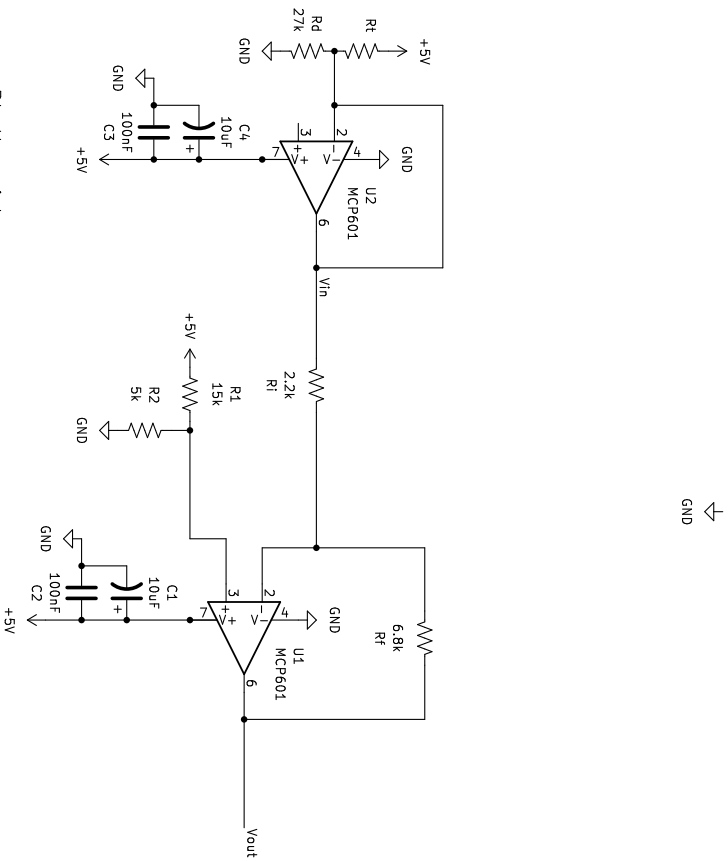 +5V
Rt
Rd
27k
GND
GND
C4
10uF
+
100nF
C3
+5V
2
3
−
+
V+
V−
7
4
6
GND
U2
MCP601
Vin
2.2k
Ri
+5V
R1
15k
R2
5k
GND
GND
GND
C1
10uF
+
100nF
C2
+5V
2
3
−
+
V+
V−
7
4
6
GND
U1
MCP601
6.8k
Rf
Vout